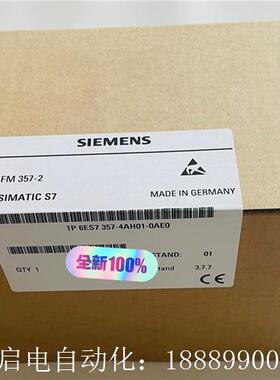 SIEMENS
FM 357-2
SIMATIC S7
MADE IN GERMANY
1P 6ES7 357-4AH01-0AE0
STAND: 01
QTY 1
stand 3.7.7
全新100%
CE
启电自动化：18889900